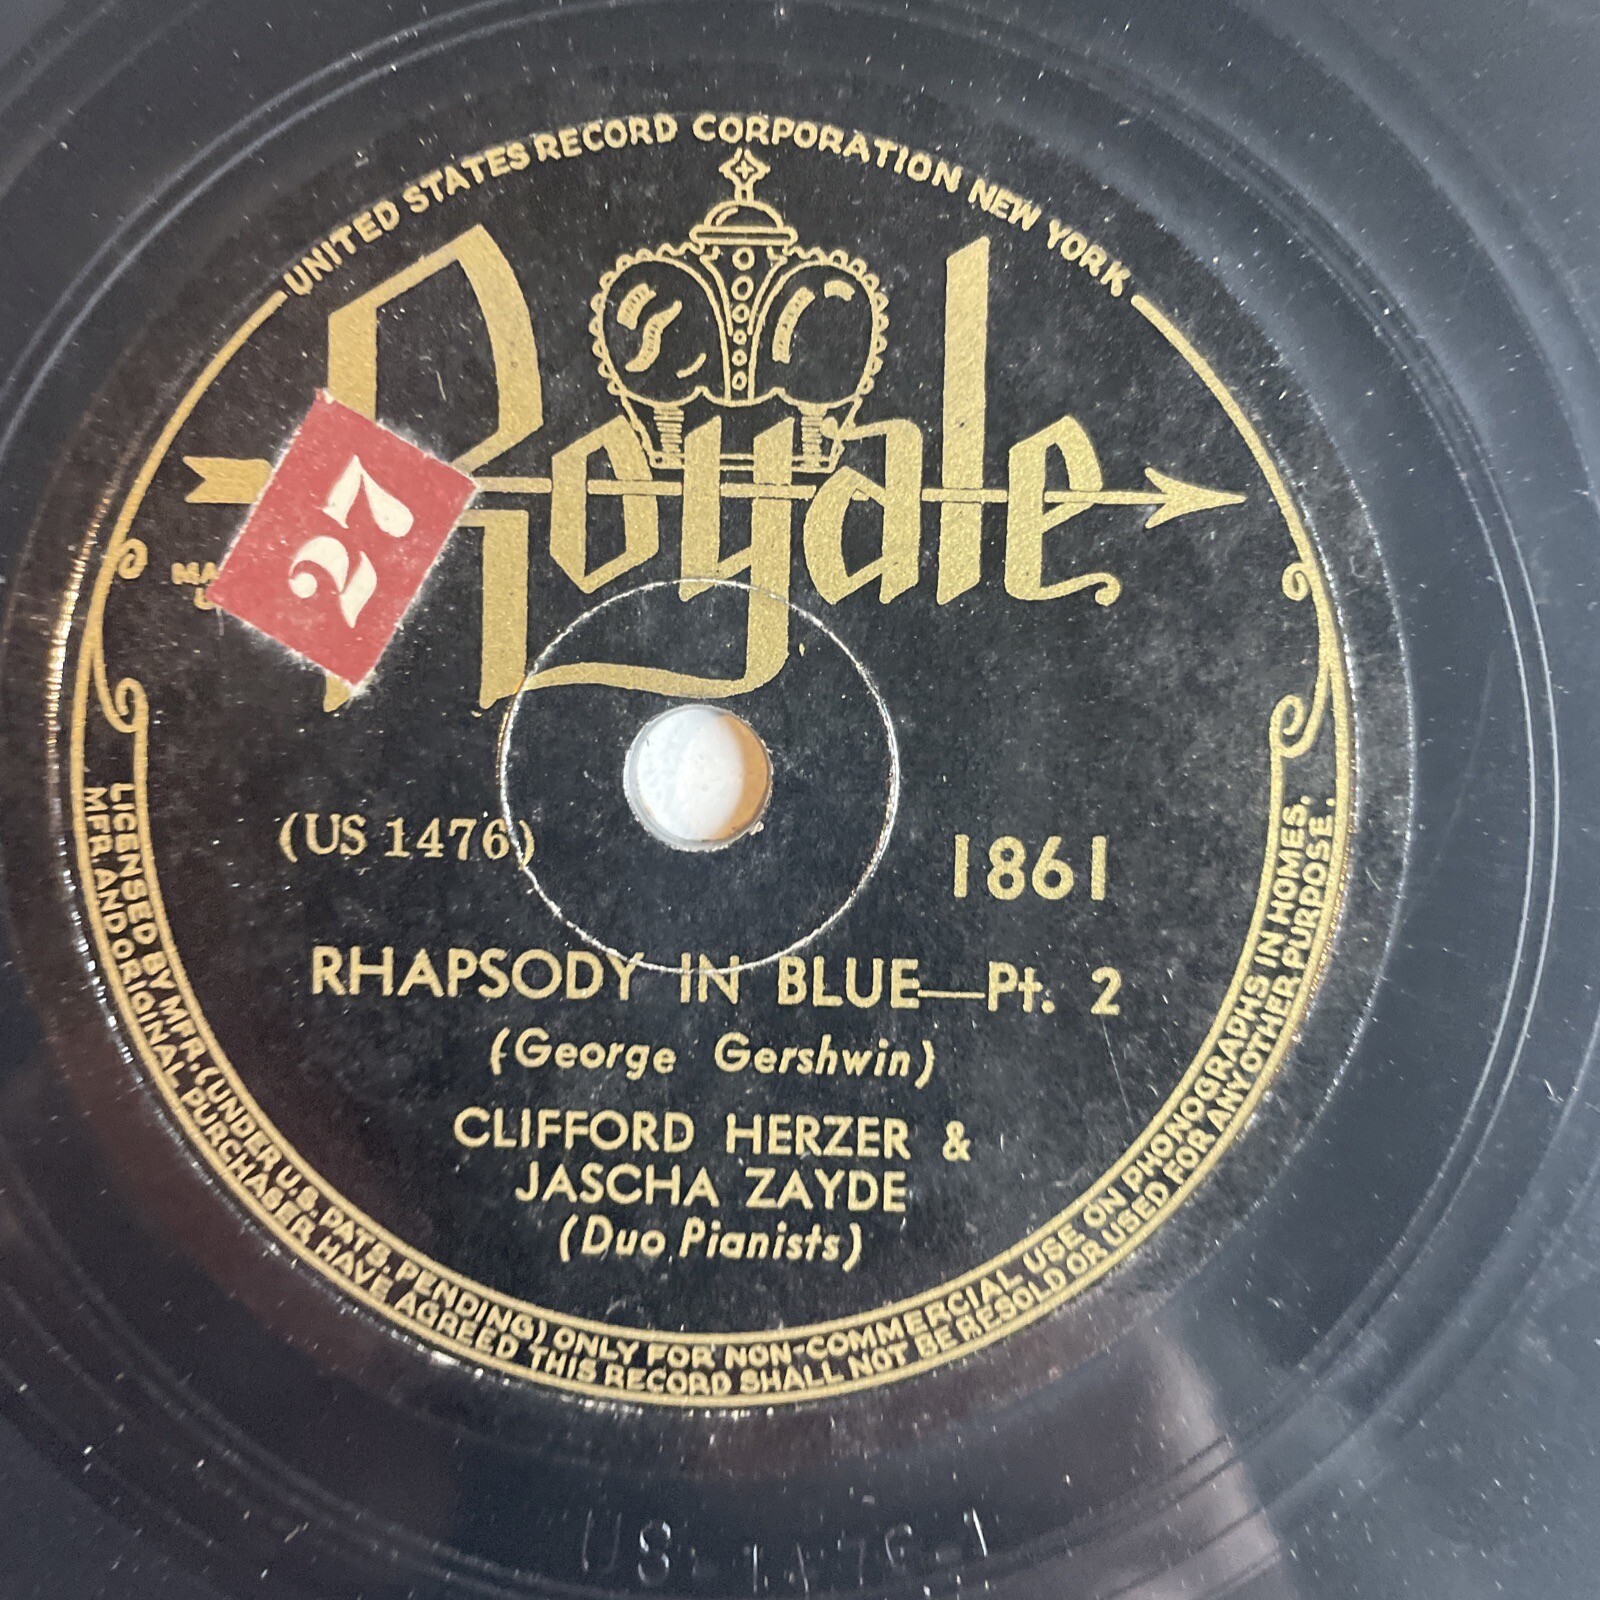 UNITED STATES RECORD CORPORATION NEW YORK
Royale
27
(US 1476)
1861
RHAPSODY IN BLUE—Pt. 2
(George Gershwin)
CLIFFORD HERZER &
JASCHA ZAYDE
(Duo Pianists)
LICENSED BY MFR. (UNDER U.S. PATS. PENDING) ONLY FOR NON-COMMERCIAL USE ON PHONOGRAPHS IN HOMES.
MFR. AND ORIGINAL PURCHASER HAVE AGREED THIS RECORD SHALL NOT BE RESOLD OR USED FOR ANY OTHER PURPOSE.
US-1476-1